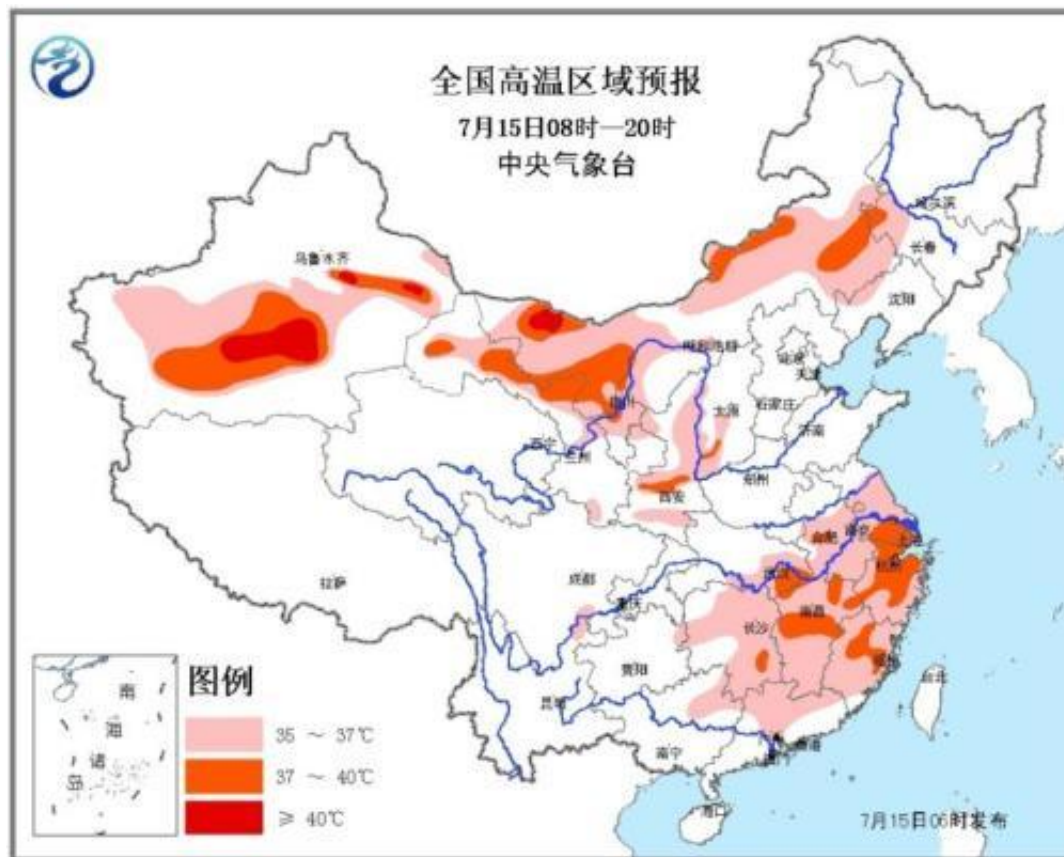 全国高温区域预报
7月15日08时—20时
中央气象台
哈尔滨
乌鲁木齐
长春
沈阳
呼和浩特
北京
天津
银川
太原
石家庄
济南
西宁
兰州
郑州
西安
合肥
南京
上海
杭州
武汉
拉萨
成都
重庆
南昌
长沙
贵阳
福州
台北
昆明
南宁
香港
海口
南海诸岛
图例
35 ～ 37℃
37 ～ 40℃
≥ 40℃
7月15日06时发布